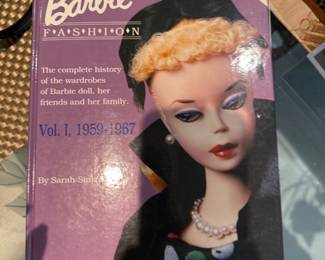 Barbie
F•A•S•H•I•O•N
The complete history
of the wardrobes
of Barbie doll, her
friends and her family.
Vol. I, 1959-1967
By Sarah